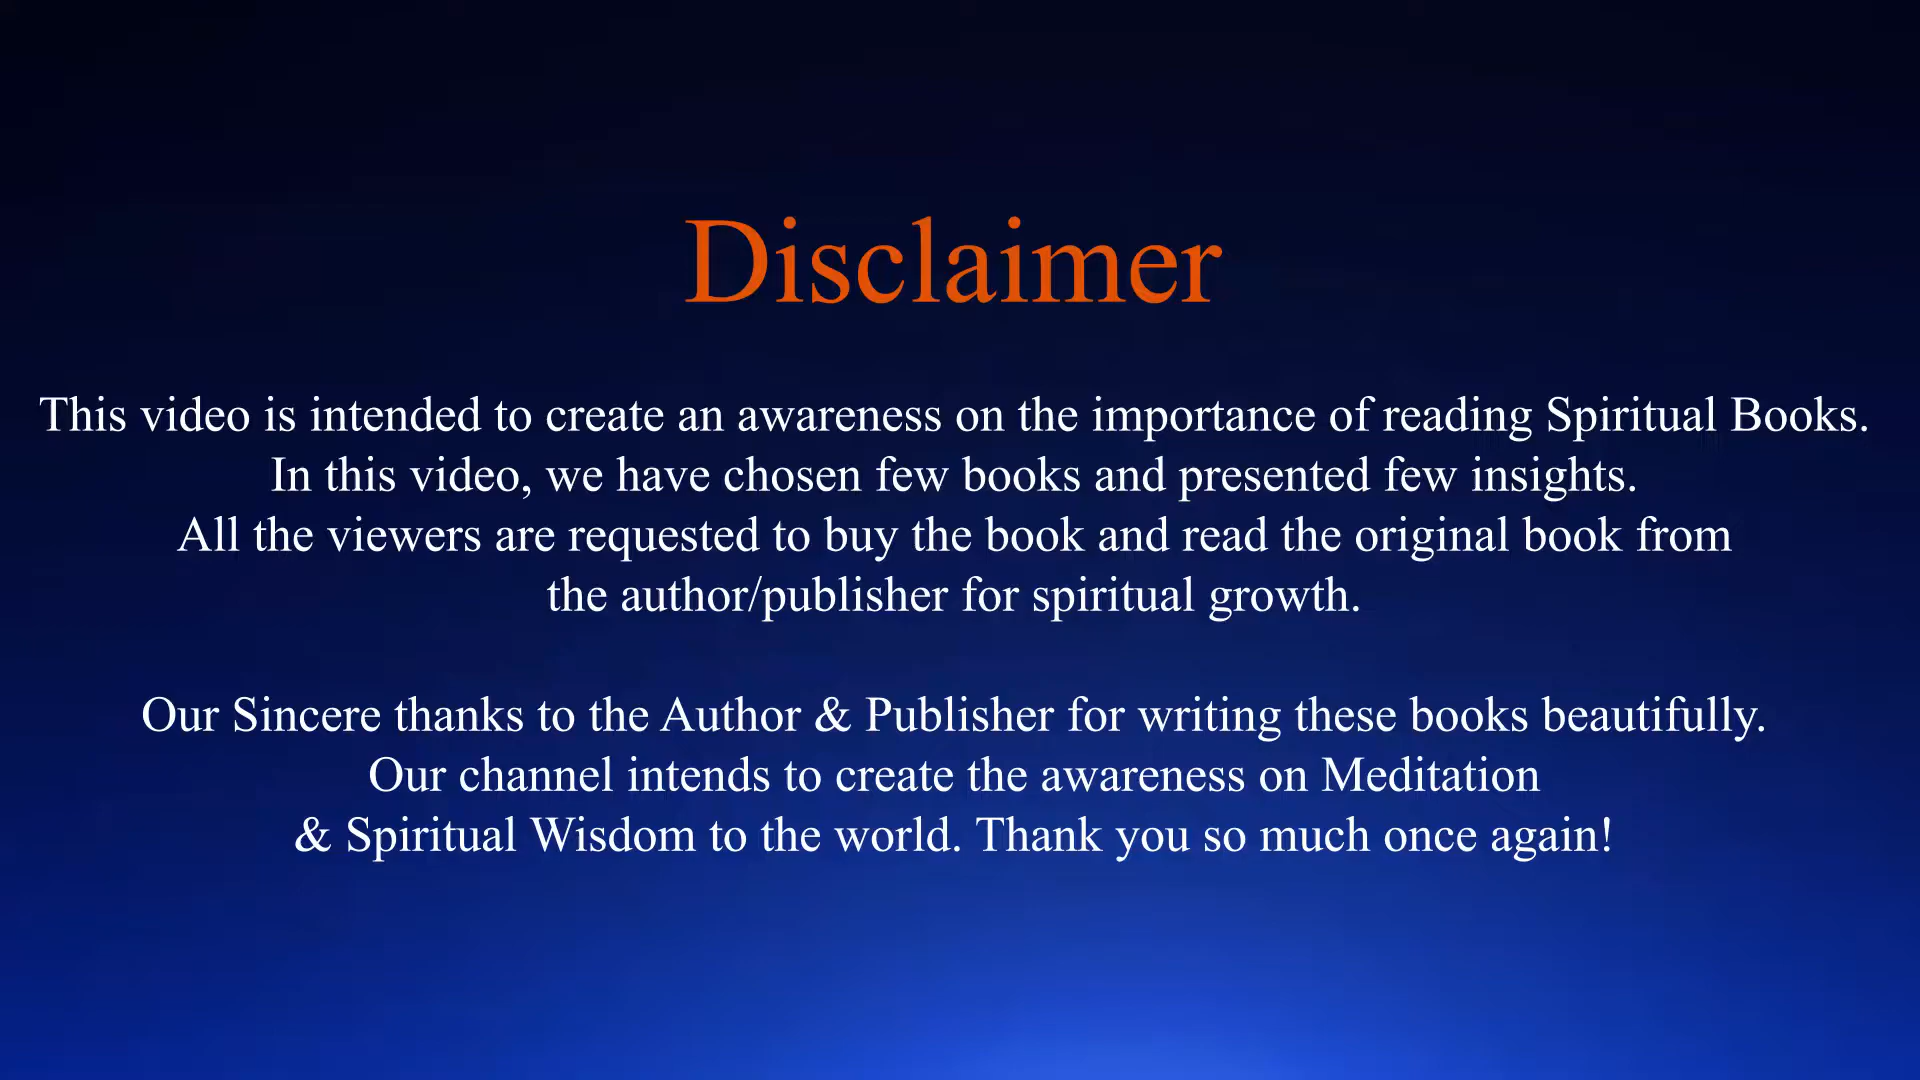 Disclaimer
This video is intended to create an awareness on the importance of reading Spiritual Books.
In this video, we have chosen few books and presented few insights.
All the viewers are requested to buy the book and read the original book from
the author/publisher for spiritual growth.
Our Sincere thanks to the Author & Publisher for writing these books beautifully.
Our channel intends to create the awareness on Meditation
& Spiritual Wisdom to the world. Thank you so much once again!